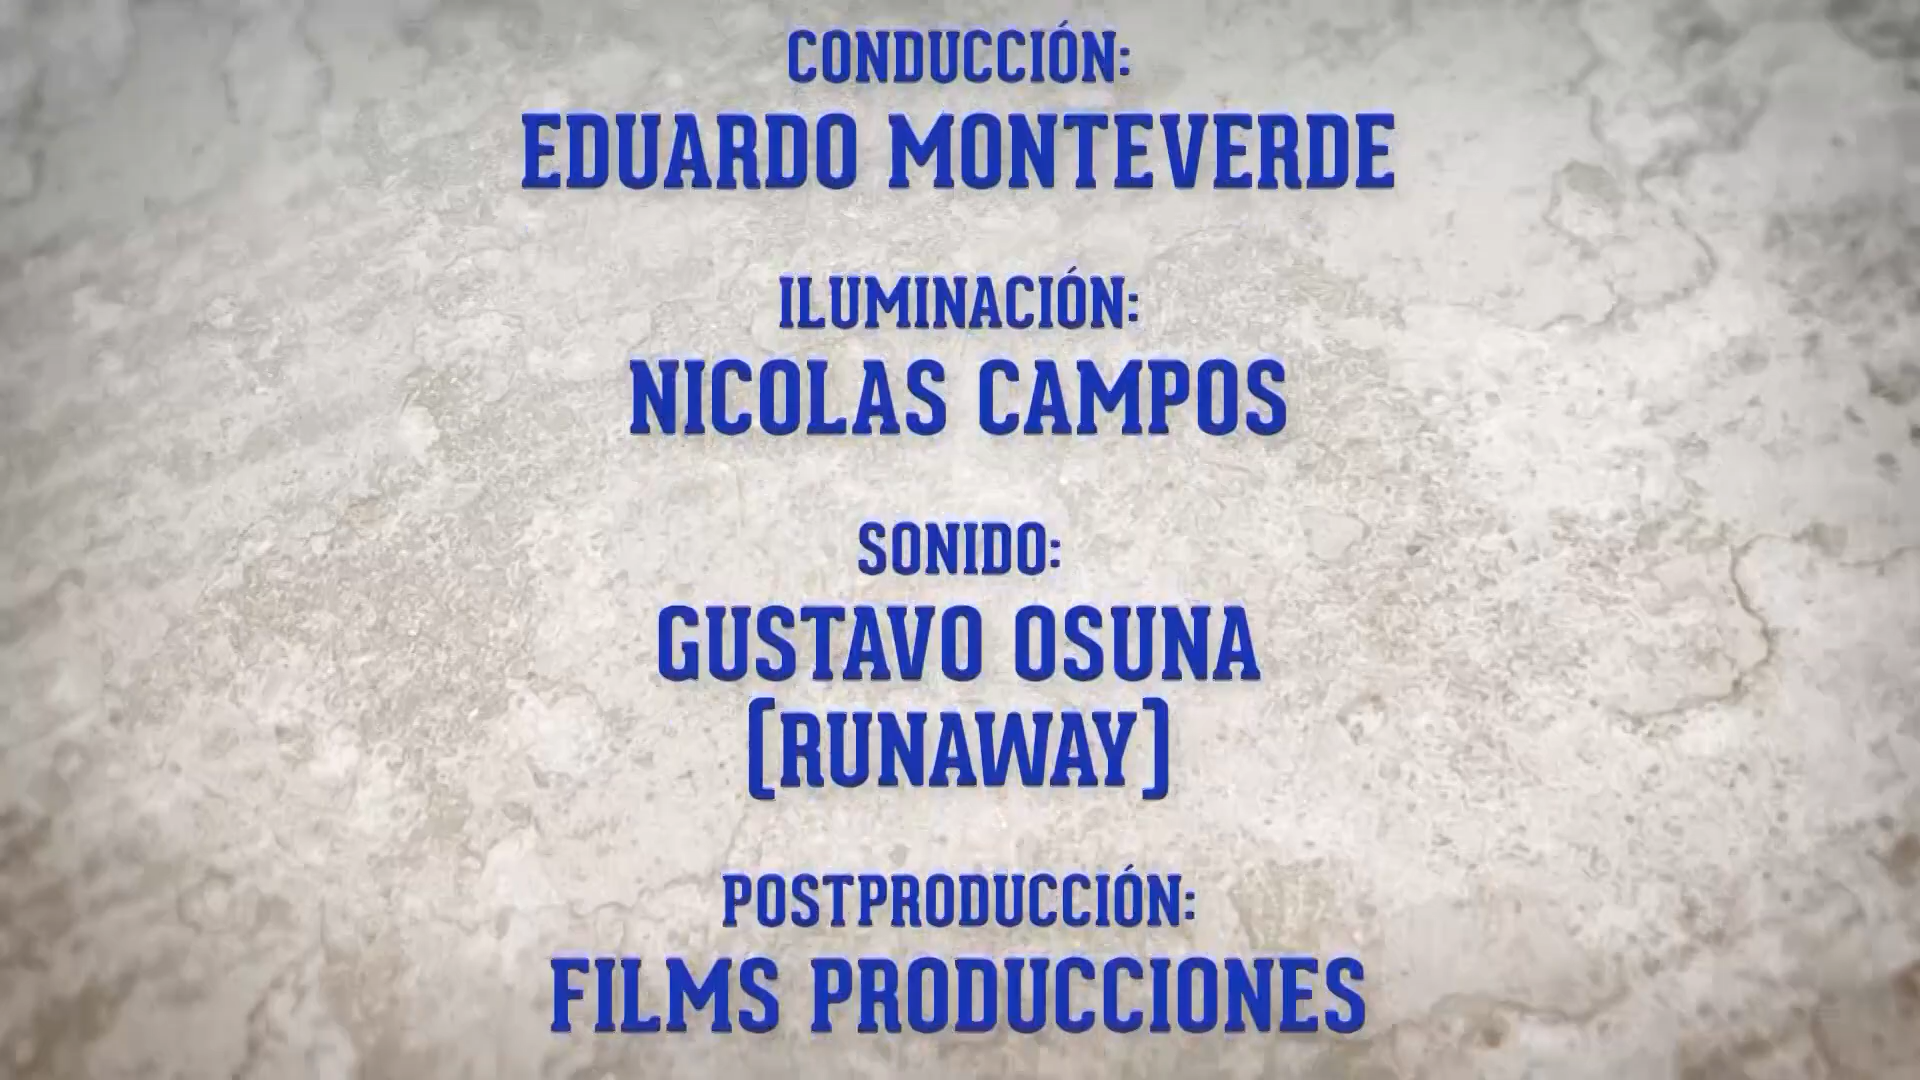 CONDUCCIÓN:
EDUARDO MONTEVERDE
ILUMINACIÓN:
NICOLAS CAMPOS
SONIDO:
GUSTAVO OSUNA
(RUNAWAY)
POSTPRODUCCIÓN:
FILMS PRODUCCIONES